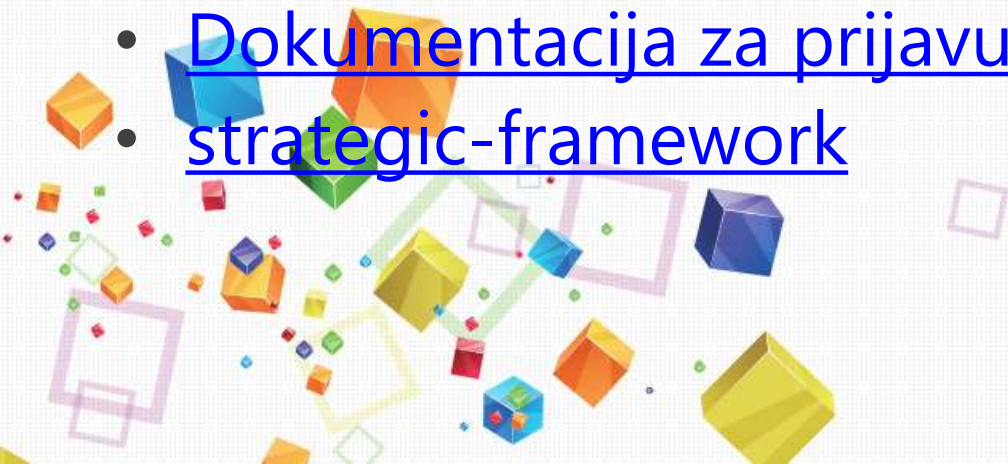 • Dokumentacija za prijavu
• strategic-framework